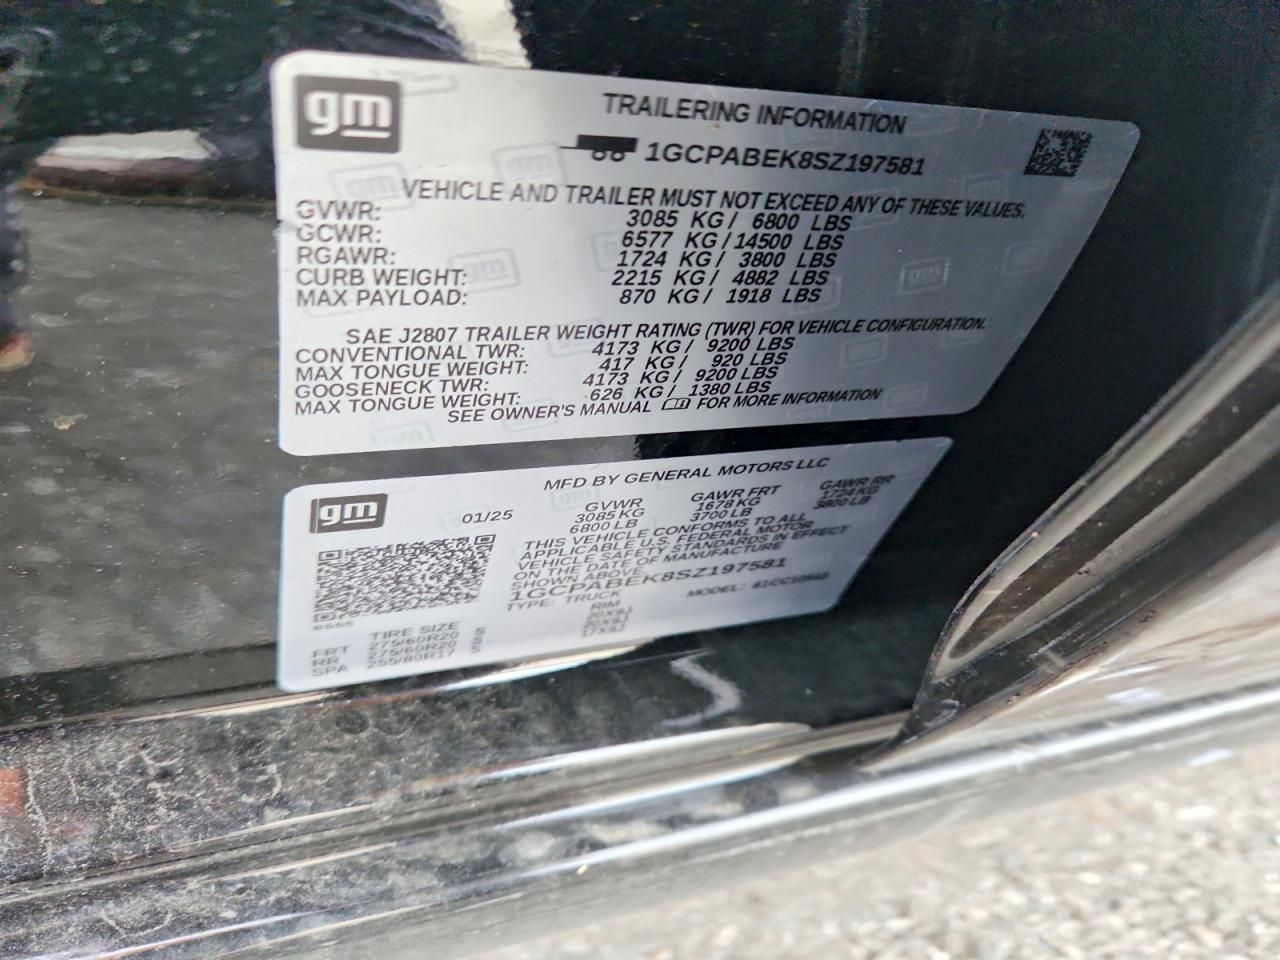 gm
TRAILERING INFORMATION
1GCPABEK8SZ197581
VEHICLE AND TRAILER MUST NOT EXCEED ANY OF THESE VALUES.
GVWR: 3085 KG/ 6800 LBS
GCWR: 6577 KG/14500 LBS
RGAWR: 1724 KG/ 3800 LBS
CURB WEIGHT: 2215 KG/ 4882 LBS
MAX PAYLOAD: 870 KG/ 1918 LBS
SAE J2807 TRAILER WEIGHT RATING (TWR) FOR VEHICLE CONFIGURATION.
CONVENTIONAL TWR: 4173 KG/ 9200 LBS
MAX TONGUE WEIGHT: 417 KG/ 920 LBS
GOOSENECK TWR: 4173 KG/ 9200 LBS
MAX TONGUE WEIGHT: 626 KG/ 1380 LBS
SEE OWNER'S MANUAL FOR MORE INFORMATION
gm
MFD BY GENERAL MOTORS LLC
01/25
GVWR GAWR FRT GAWR RR
3085 KG 1678 KG 1724 KG
6800 LB 3700 LB 3800 LB
THIS VEHICLE CONFORMS TO ALL
APPLICABLE U.S. FEDERAL MOTOR
VEHICLE SAFETY STANDARDS IN EFFECT
ON THE DATE OF MANUFACTURE
SHOWN ABOVE.
1GCPABEK8SZ197581
TYPE: TRUCK MODEL:
6555
TIRE SIZE RIM
FRT 275/60R20 S 20X9J
RR 275/60R20 S 20X9J
SPA 255/80R17 S 17X8J